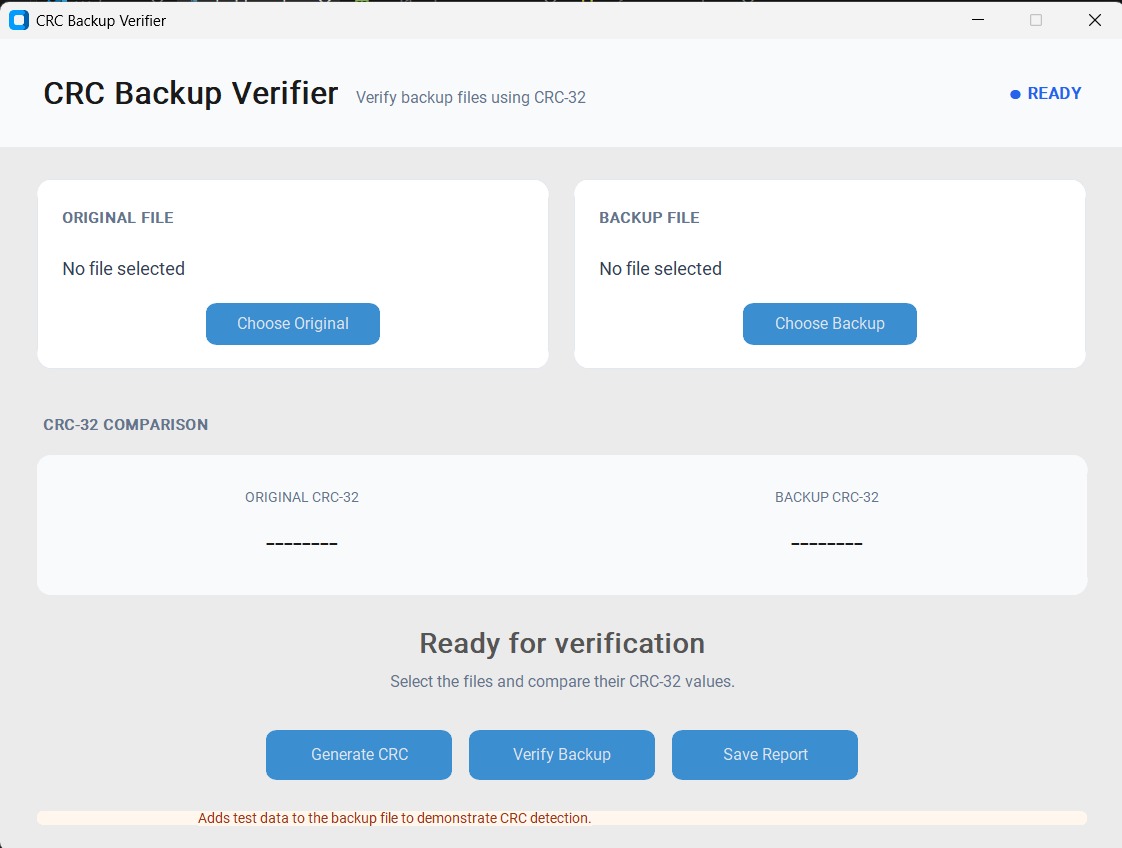 CRC Backup Verifier
CRC Backup Verifier Verify backup files using CRC-32
READY
ORIGINAL FILE
No file selected
Choose Original
BACKUP FILE
No file selected
Choose Backup
CRC-32 COMPARISON
ORIGINAL CRC-32
--------
BACKUP CRC-32
--------
Ready for verification
Select the files and compare their CRC-32 values.
Generate CRC
Verify Backup
Save Report
Adds test data to the backup file to demonstrate CRC detection.